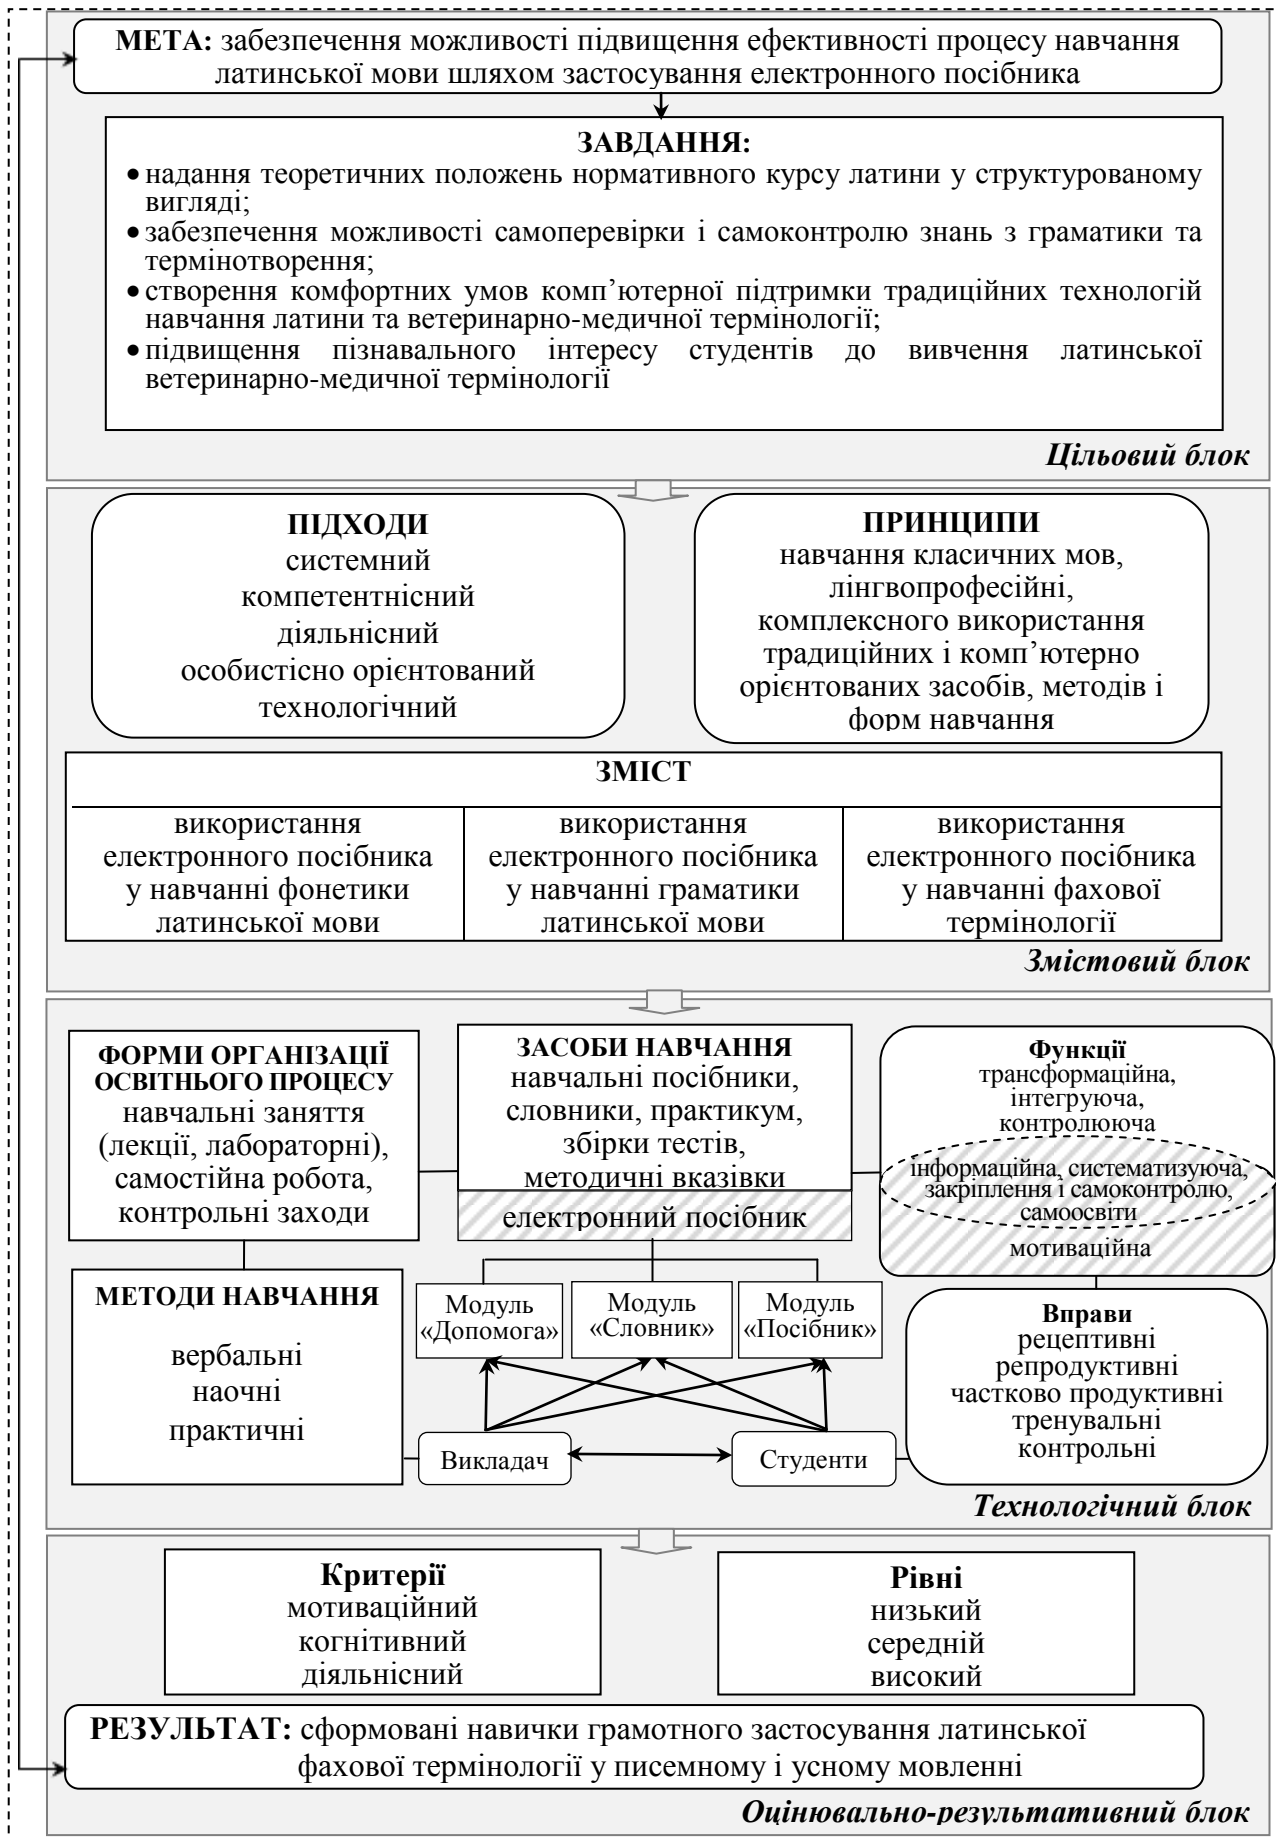 МЕТА: забезпечення можливості підвищення ефективності процесу навчання
латинської мови шляхом застосування електронного посібника
ЗАВДАННЯ:
• надання теоретичних положень нормативного курсу латини у структурованому
вигляді;
• забезпечення можливості самоперевірки і самоконтролю знань з граматики та
термінотворення;
• створення комфортних умов комп’ютерної підтримки традиційних технологій
навчання латини та ветеринарно-медичної термінології;
• підвищення пізнавального інтересу студентів до вивчення латинської
ветеринарно-медичної термінології
Цільовий блок
ПІДХОДИ
системний
компетентнісний
діяльнісний
особистісно орієнтований
технологічний
ПРИНЦИПИ
навчання класичних мов,
лінгвопрофесійні,
комплексного використання
традиційних і комп’ютерно
орієнтованих засобів, методів і
форм навчання
ЗМІСТ
використання
електронного посібника
у навчанні фонетики
латинської мови
використання
електронного посібника
у навчанні граматики
латинської мови
використання
електронного посібника
у навчанні фахової
термінології
Змістовий блок
ФОРМИ ОРГАНІЗАЦІЇ
ОСВІТНЬОГО ПРОЦЕСУ
навчальні заняття
(лекції, лабораторні),
самостійна робота,
контрольні заходи
ЗАСОБИ НАВЧАННЯ
навчальні посібники,
словники, практикум,
збірки тестів,
методичні вказівки
електронний посібник
Функції
трансформаційна,
інтегруюча,
контролююча
інформаційна, систематизуюча,
закріплення і самоконтролю,
самоосвіти
мотиваційна
МЕТОДИ НАВЧАННЯ
вербальні
наочні
практичні
Модуль
«Допомога»
Модуль
«Словник»
Модуль
«Посібник»
Вправи
рецептивні
репродуктивні
частково продуктивні
тренувальні
контрольні
Викладач
Студенти
Технологічний блок
Критерії
мотиваційний
когнітивний
діяльнісний
Рівні
низький
середній
високий
РЕЗУЛЬТАТ: сформовані навички грамотного застосування латинської
фахової термінології у писемному і усному мовленні
Оцінювально-результативний блок